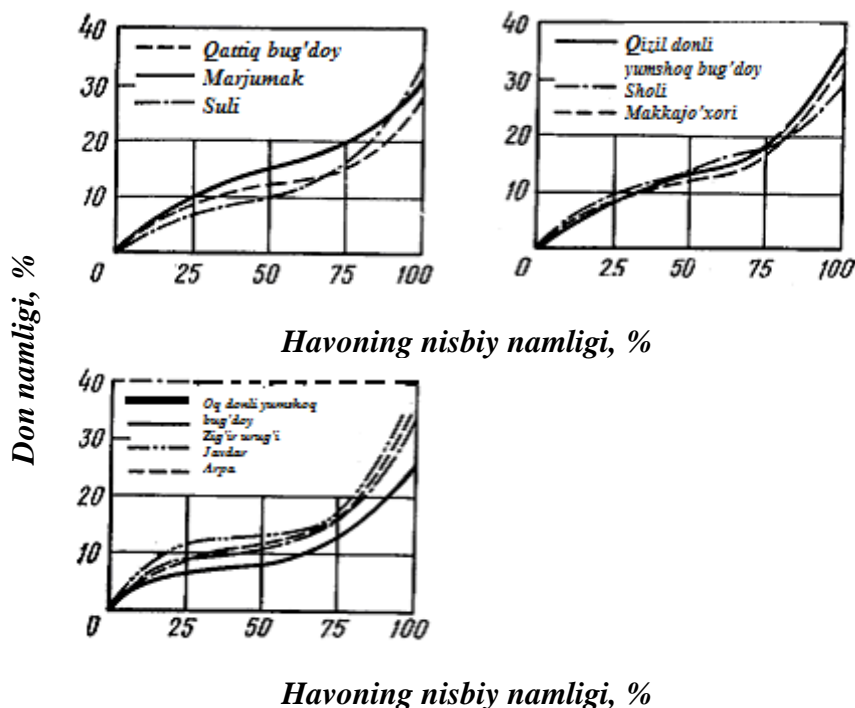 40
30
20
10
0
25
50
75
100
Qattiq bug'doy
Marjumak
Suli
40
30
20
10
0
25
50
75
100
Qizil donli
yumshoq bug'doy
Sholi
Makkajo'xori
Don namligi, %
Havoning nisbiy namligi, %
40
30
20
10
0
25
50
75
100
Oq donli yumshoq
bug'doy
Zig'ir urug'i
Javdar
Arpa
Havoning nisbiy namligi, %